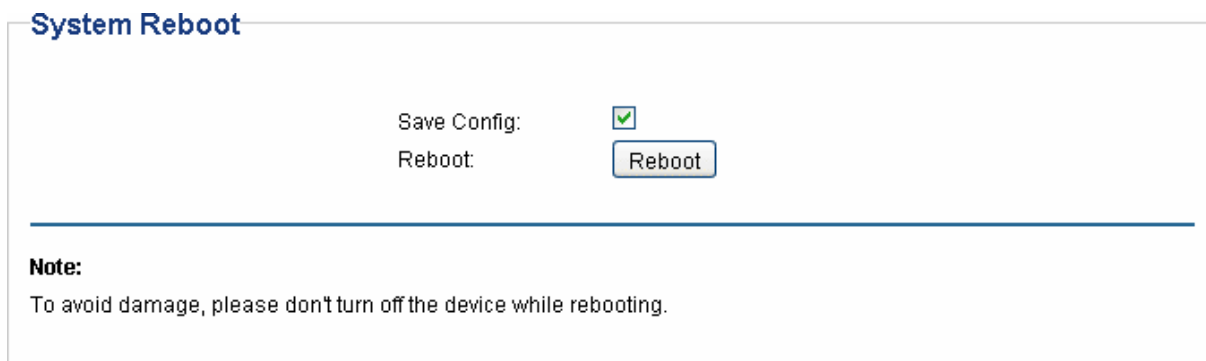 System Reboot
Save Config:
Reboot: Reboot
Note:
To avoid damage, please don't turn off the device while rebooting.